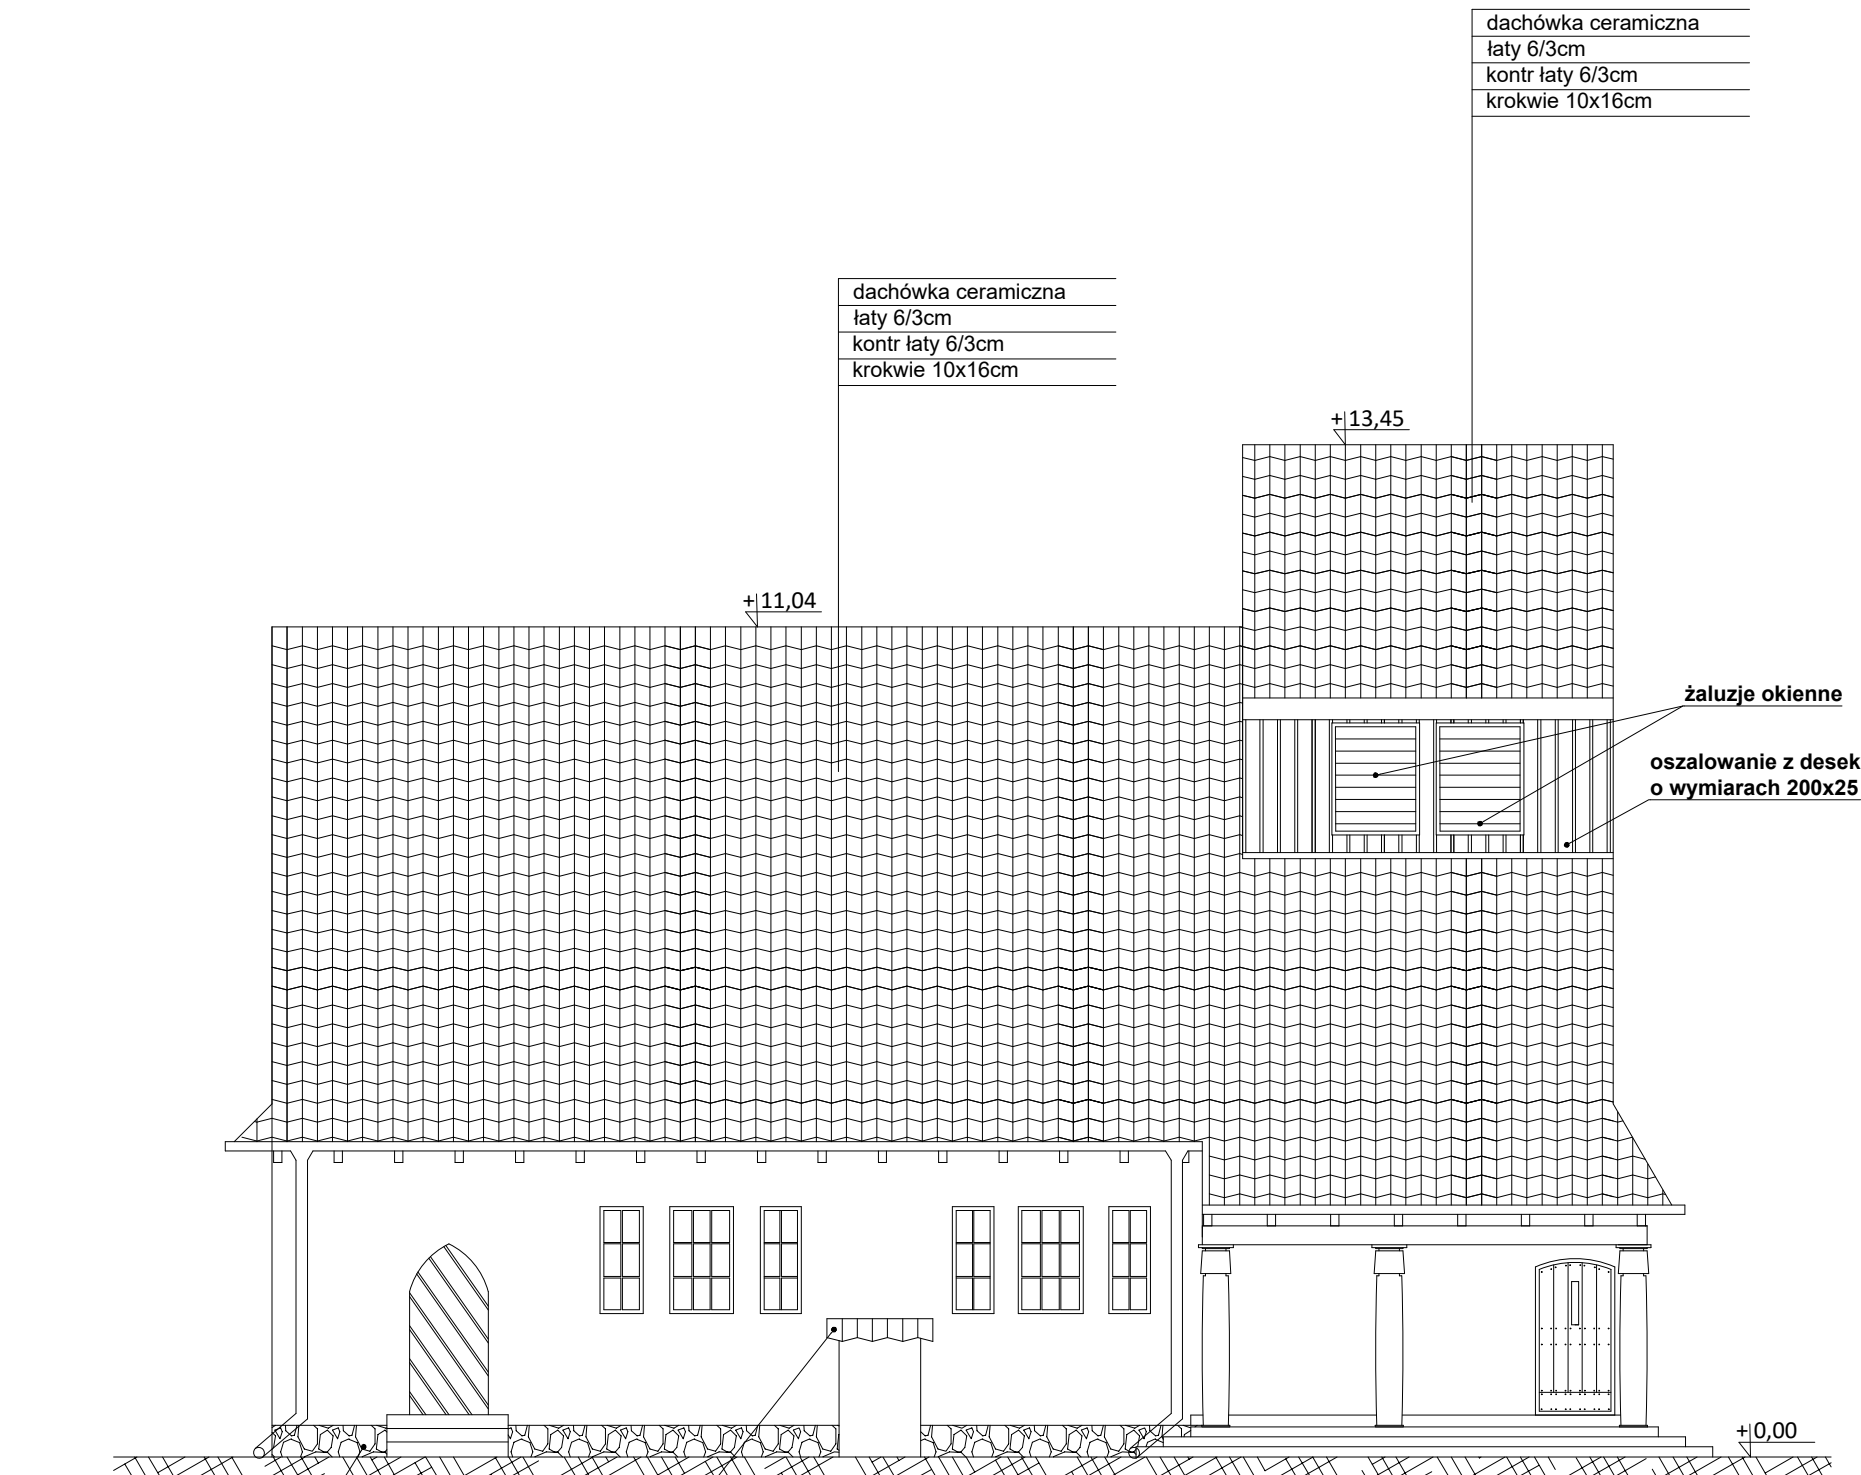 dachówka ceramiczna
łaty 6/3cm
kontr łaty 6/3cm
krokwie 10x16cm
dachówka ceramiczna
łaty 6/3cm
kontr łaty 6/3cm
krokwie 10x16cm
+13,45
+11,04
żaluzje okienne
oszalowanie z desek
o wymiarach 200x25
+0,00